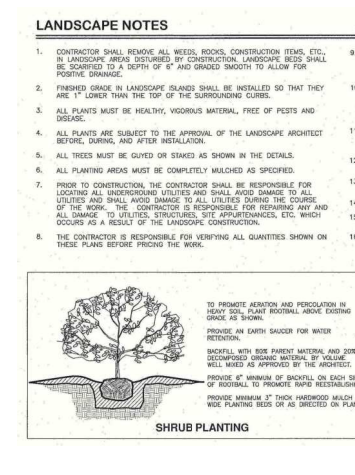 LANDSCAPE NOTES
1. CONTRACTOR SHALL REMOVE ALL WEEDS, ROCKS, CONSTRUCTION ITEMS, ETC.,
IN LANDSCAPE AREAS DISTURBED BY CONSTRUCTION. LANDSCAPE BEDS SHALL
BE SCARIFIED TO A DEPTH OF 6" AND GRADED SMOOTH TO ALLOW FOR
POSITIVE DRAINAGE.
2. FINISHED GRADE IN LANDSCAPE ISLANDS SHALL BE INSTALLED SO THAT THEY
ARE 1" LOWER THAN THE TOP OF THE SURROUNDING CURBS.
3. ALL PLANTS MUST BE HEALTHY, VIGOROUS MATERIAL, FREE OF PESTS AND
DISEASE.
4. ALL PLANTS ARE SUBJECT TO THE APPROVAL OF THE LANDSCAPE ARCHITECT
BEFORE, DURING, AND AFTER INSTALLATION.
5. ALL TREES MUST BE GUYED OR STAKED AS SHOWN IN THE DETAILS.
6. ALL PLANTING AREAS MUST BE COMPLETELY MULCHED AS SPECIFIED.
7. PRIOR TO CONSTRUCTION, THE CONTRACTOR SHALL BE RESPONSIBLE FOR
LOCATING ALL UNDERGROUND UTILITIES AND SHALL AVOID DAMAGE TO ALL
UTILITIES AND SHALL AVOID DAMAGE TO ALL UTILITIES DURING THE COURSE
OF THE WORK. THE CONTRACTOR IS RESPONSIBLE FOR REPAIRING ANY AND
ALL DAMAGE TO UTILITIES, STRUCTURES, SITE APPURTENANCES, ETC. WHICH
OCCURS AS A RESULT OF THE LANDSCAPE CONSTRUCTION.
8. THE CONTRACTOR IS RESPONSIBLE FOR VERIFYING ALL QUANTITIES SHOWN ON
THESE PLANS BEFORE PRICING THE WORK.
9.
11
12
13
14
15
16
TO PROMOTE AERATION AND PERCOLATION IN
HEAVY SOIL, PLANT ROOTBALL ABOVE EXISTING
GRADE AS SHOWN.
PROVIDE AN EARTH SAUCER FOR WATER
RETENTION.
BACKFILL WITH 80% PARENT MATERIAL AND 20%
DECOMPOSED ORGANIC MATERIAL BY VOLUME
WELL MIXED AS APPROVED BY THE ARCHITECT.
PROVIDE 6" MINIMUM OF BACKFILL ON EACH SI
OF ROOTBALL TO PROMOTE RAPID REESTABLISH
PROVIDE MINIMUM 3" THICK HARDWOOD MULCH
WIDE PLANTING BEDS OR AS DIRECTED ON PLAN
SHRUB PLANTING